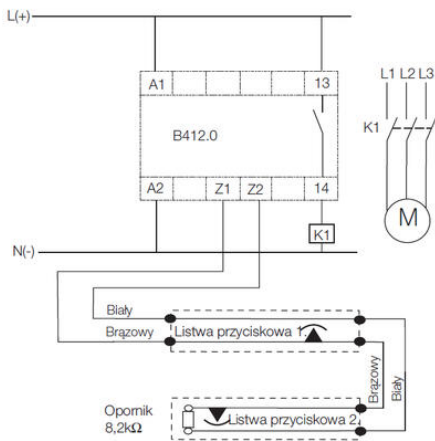 L(+)
A1 13
L1 L2 L3
K1
B412.0
A2 Z1 Z2 14
M
K1
N(-)
Biały
Brązowy
Listwa przyciskowa 1.
Brązowy
Biały
Opornik
8,2kΩ
Listwa przyciskowa 2.